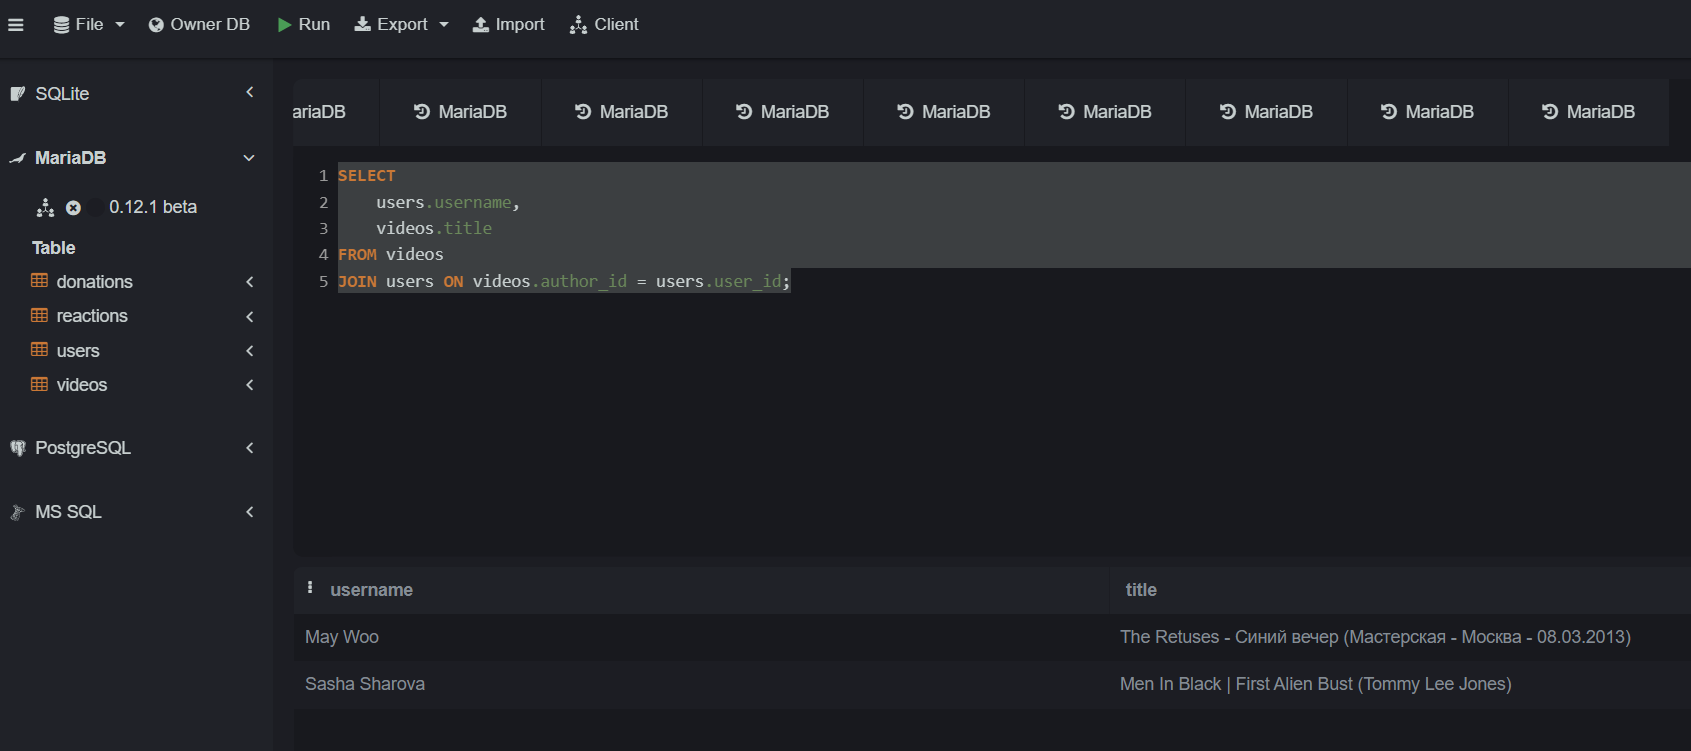 File Owner DB Run Export Import Client
SQLite
MariaDB
0.12.1 beta
Table
donations
reactions
users
videos
PostgreSQL
MS SQL
ariaDB MariaDB MariaDB MariaDB MariaDB MariaDB MariaDB MariaDB MariaDB
1 SELECT
2 users.username,
3 videos.title
4 FROM videos
5 JOIN users ON videos.author_id = users.user_id;
username title
May Woo The Retuses - Синий вечер (Мастерская - Москва - 08.03.2013)
Sasha Sharova Men In Black | First Alien Bust (Tommy Lee Jones)